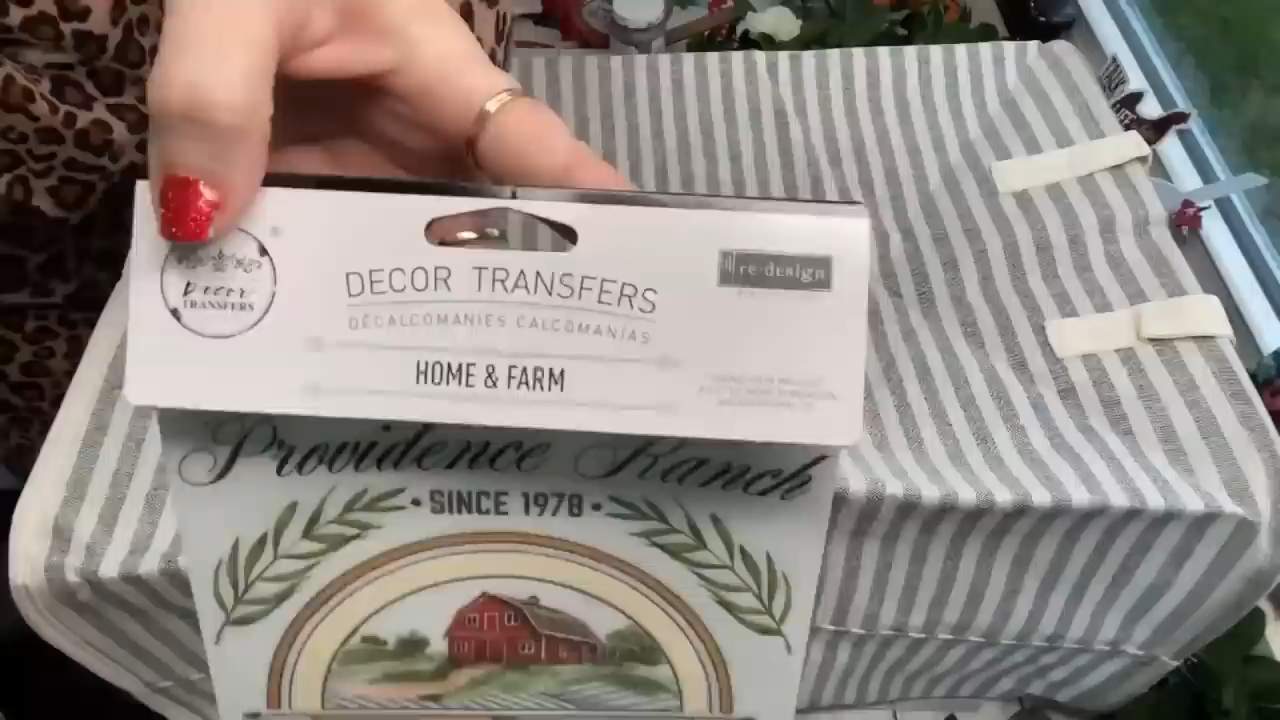 Decor
TRANSFERS
DECOR TRANSFERS
DÉCALCOMANIES CALCOMANÍAS
HOME & FARM
re·design
Providence Ranch
• SINCE 1978 •